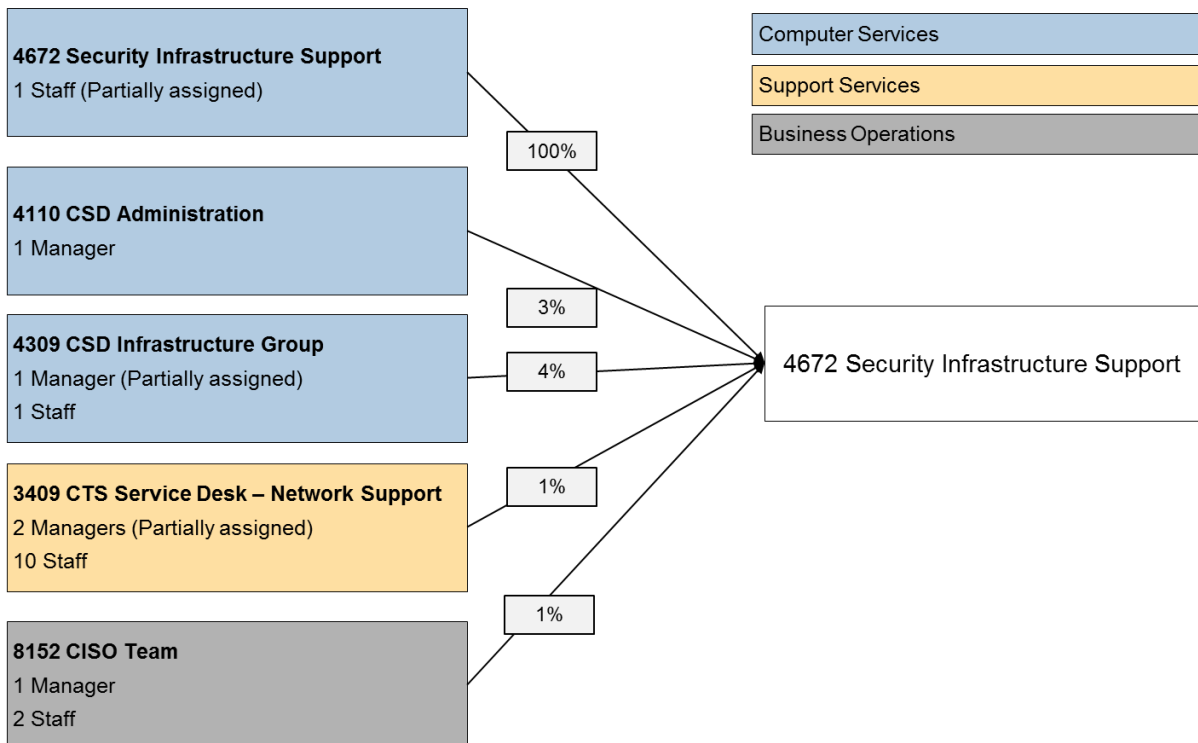 4672 Security Infrastructure Support
1 Staff (Partially assigned)
4110 CSD Administration
1 Manager
4309 CSD Infrastructure Group
1 Manager (Partially assigned)
1 Staff
3409 CTS Service Desk – Network Support
2 Managers (Partially assigned)
10 Staff
8152 CISO Team
1 Manager
2 Staff
100%
3%
4%
1%
1%
Computer Services
Support Services
Business Operations
4672 Security Infrastructure Support